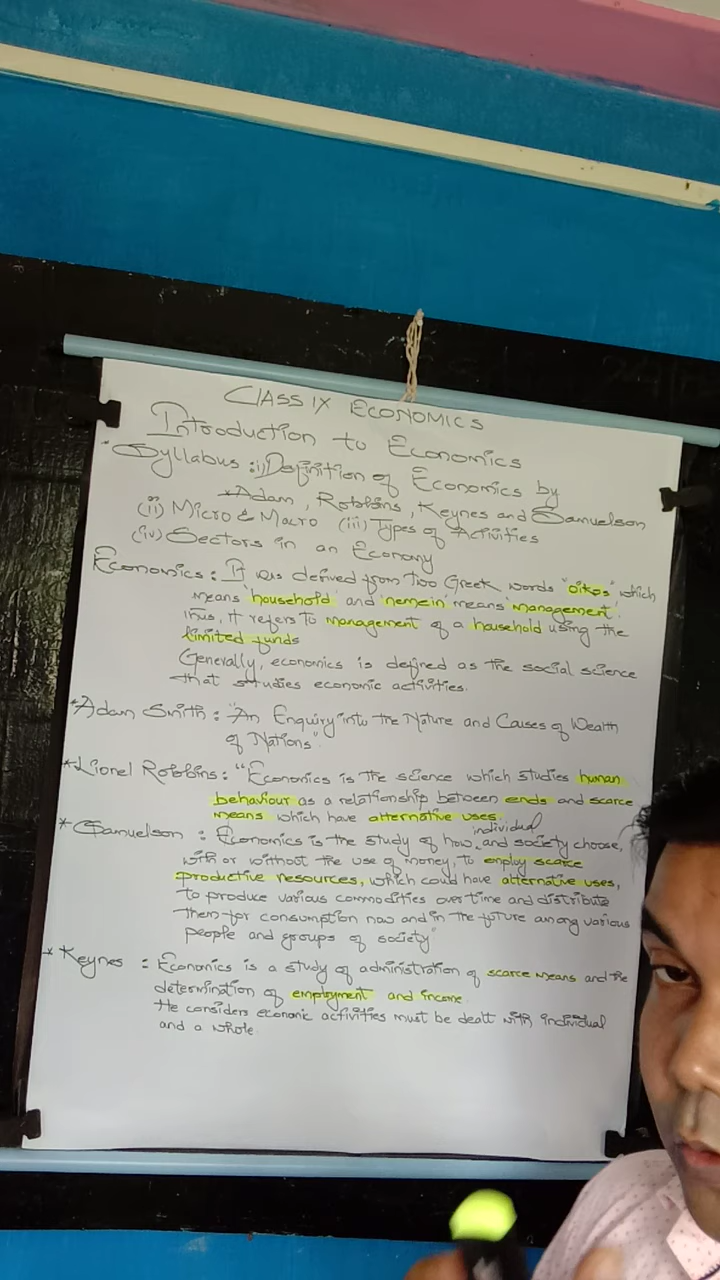 CLASS IX ECONOMICS
Introduction to Economics
* Syllabus : i) Definition of Economics by
* Adam, Robbins, Keynes and Samuelson
(ii) Micro & Macro (iii) Types of Activities
(iv) Sectors in an Economy
Economics : It was derived from two Greek words "oikos" which
means 'household' and 'nemein' means 'management'.
Thus, it refers to management of a household using the
limited funds
Generally, economics is defined as the social science
that studies economic activities.
* Adam Smith : "An Enquiry into the Nature and Causes of Wealth
of Nations".
* Lionel Robbins : "Economics is the science which studies human
behaviour as a relationship between ends and scarce
means which have alternative uses.
individual
* Samuelson : Economics is the study of how and society choose,
with or without the use of money, to employ scarce
productive resources, which could have alternative uses,
to produce various commodities over time and distribute
them for consumption now and in the future among various
people and groups of society"
* Keynes : Economics is a study of administration of scarce means and the
determination of employment and income.
He considers economic activities must be dealt with individual
and a whole.